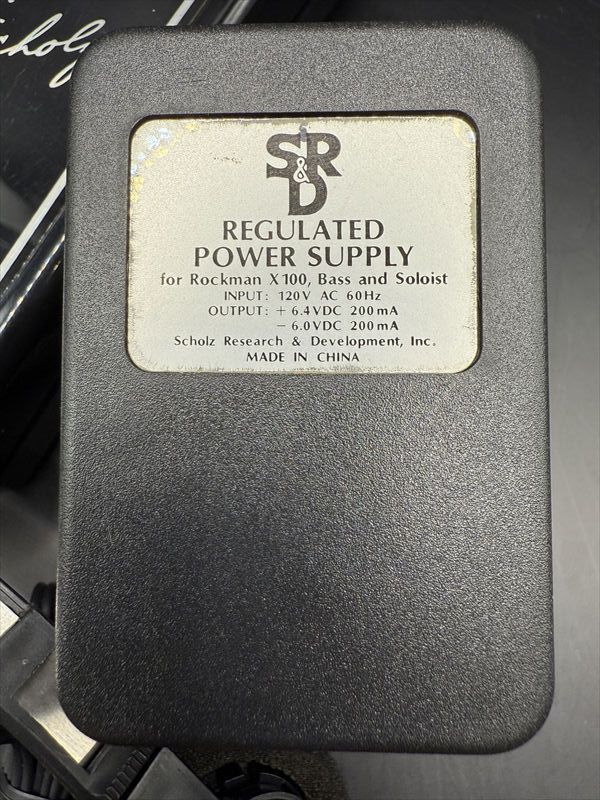 SR
&
D
REGULATED
POWER SUPPLY
for Rockman X100, Bass and Soloist
INPUT: 120V AC 60Hz
OUTPUT: + 6.4VDC 200mA
− 6.0VDC 200mA
Scholz Research & Development, Inc.
MADE IN CHINA